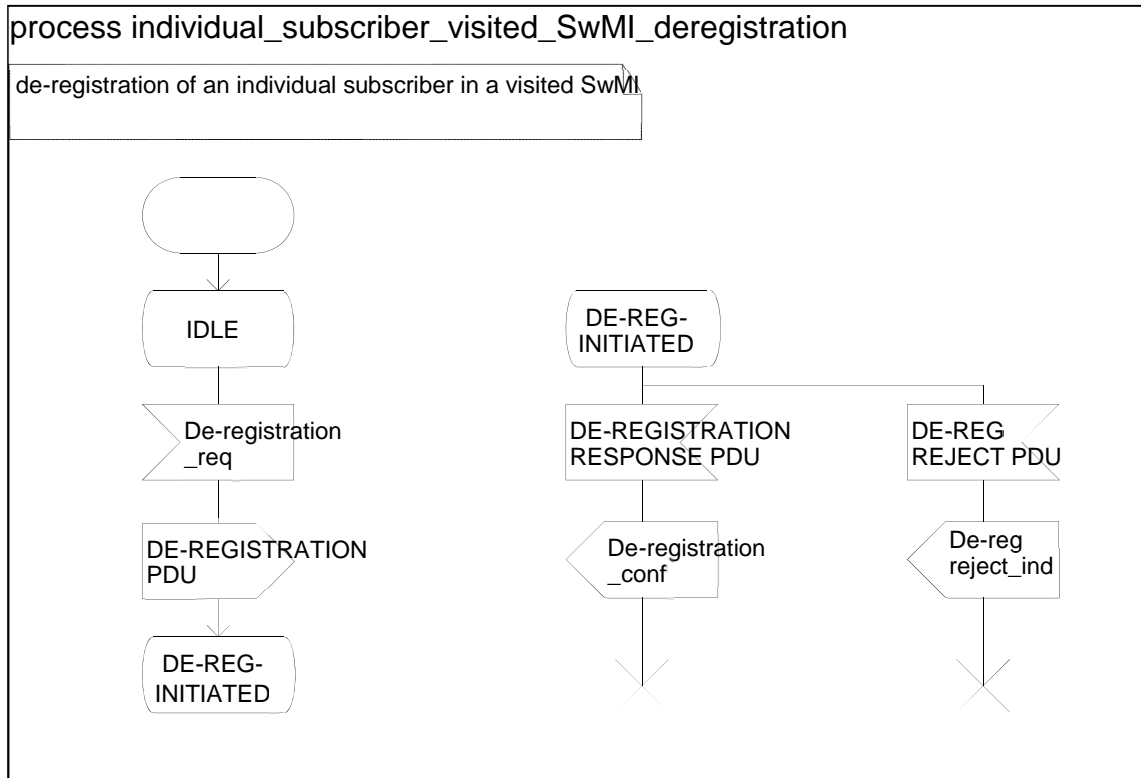 process individual_subscriber_visited_SwMI_deregistration
de-registration of an individual subscriber in a visited SwMI
IDLE
De-registration
_req
DE-REGISTRATION
PDU
DE-REG-
INITIATED
DE-REG-
INITIATED
DE-REGISTRATION
RESPONSE PDU
De-registration
_conf
DE-REG
REJECT PDU
De-reg
reject_ind